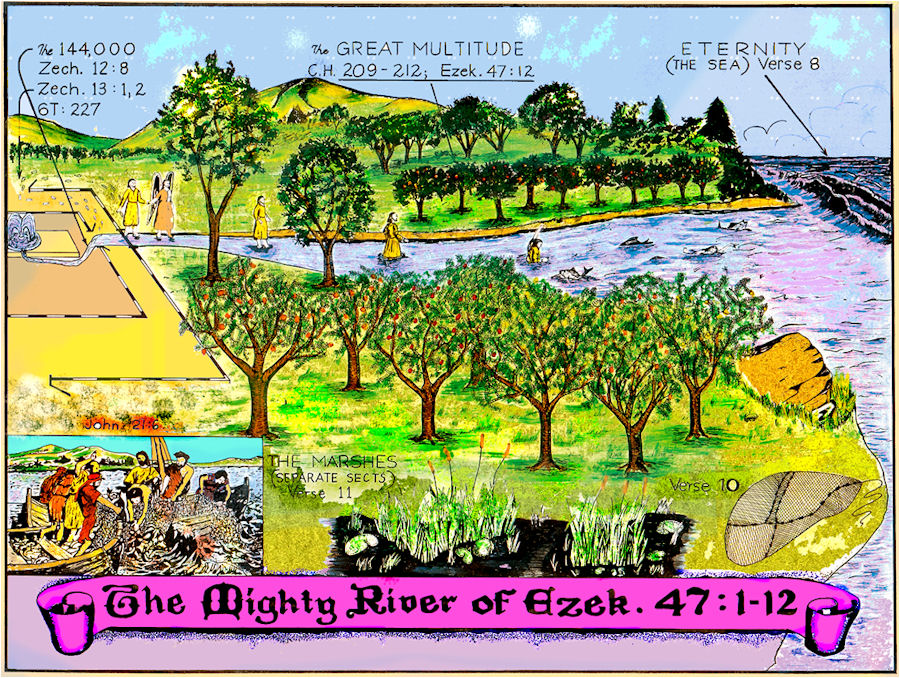 The 144,000
Zech. 12:8
Zech. 13:1,2
6T: 227
The GREAT MULTITUDE
C.H. 209-212; Ezek. 47:12
ETERNITY
(THE SEA) Verse 8
John 21:6
THE MARSHES
(SEPARATE SECTS)
Verse 11
Verse 10
The Mighty River of Ezek. 47:1-12